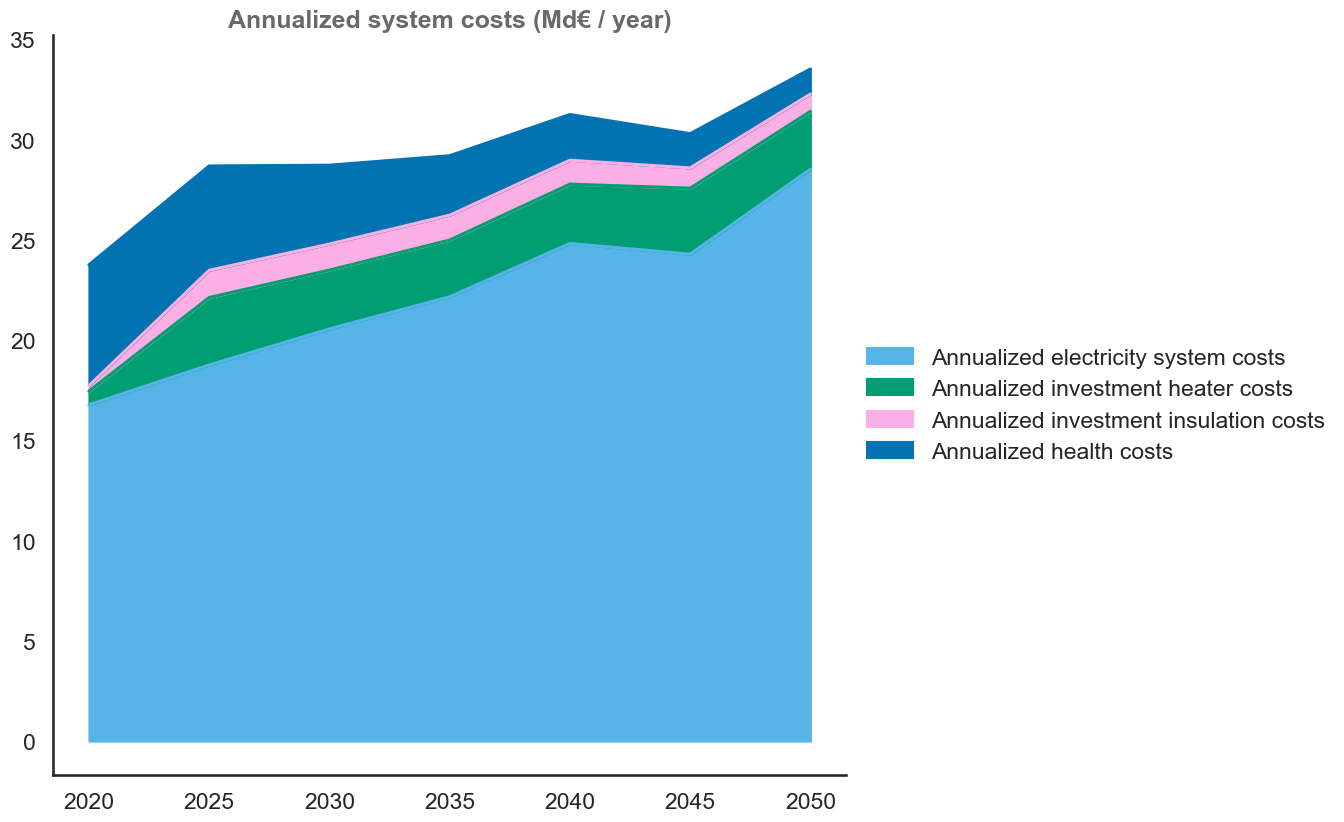 Annualized system costs (Md€ / year)
35
30
25
20
15
10
5
0
2020 2025 2030 2035 2040 2045 2050
Annualized electricity system costs
Annualized investment heater costs
Annualized investment insulation costs
Annualized health costs